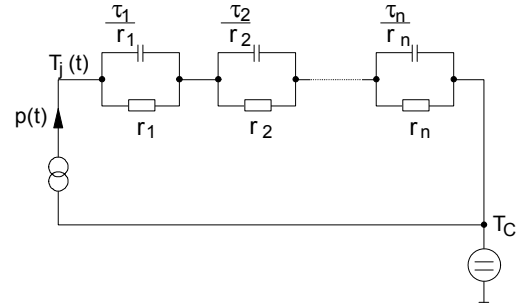 τ1/r1 τ2/r2 τn/rn
Tj (t)
p(t)
r1 r2 rn
TC